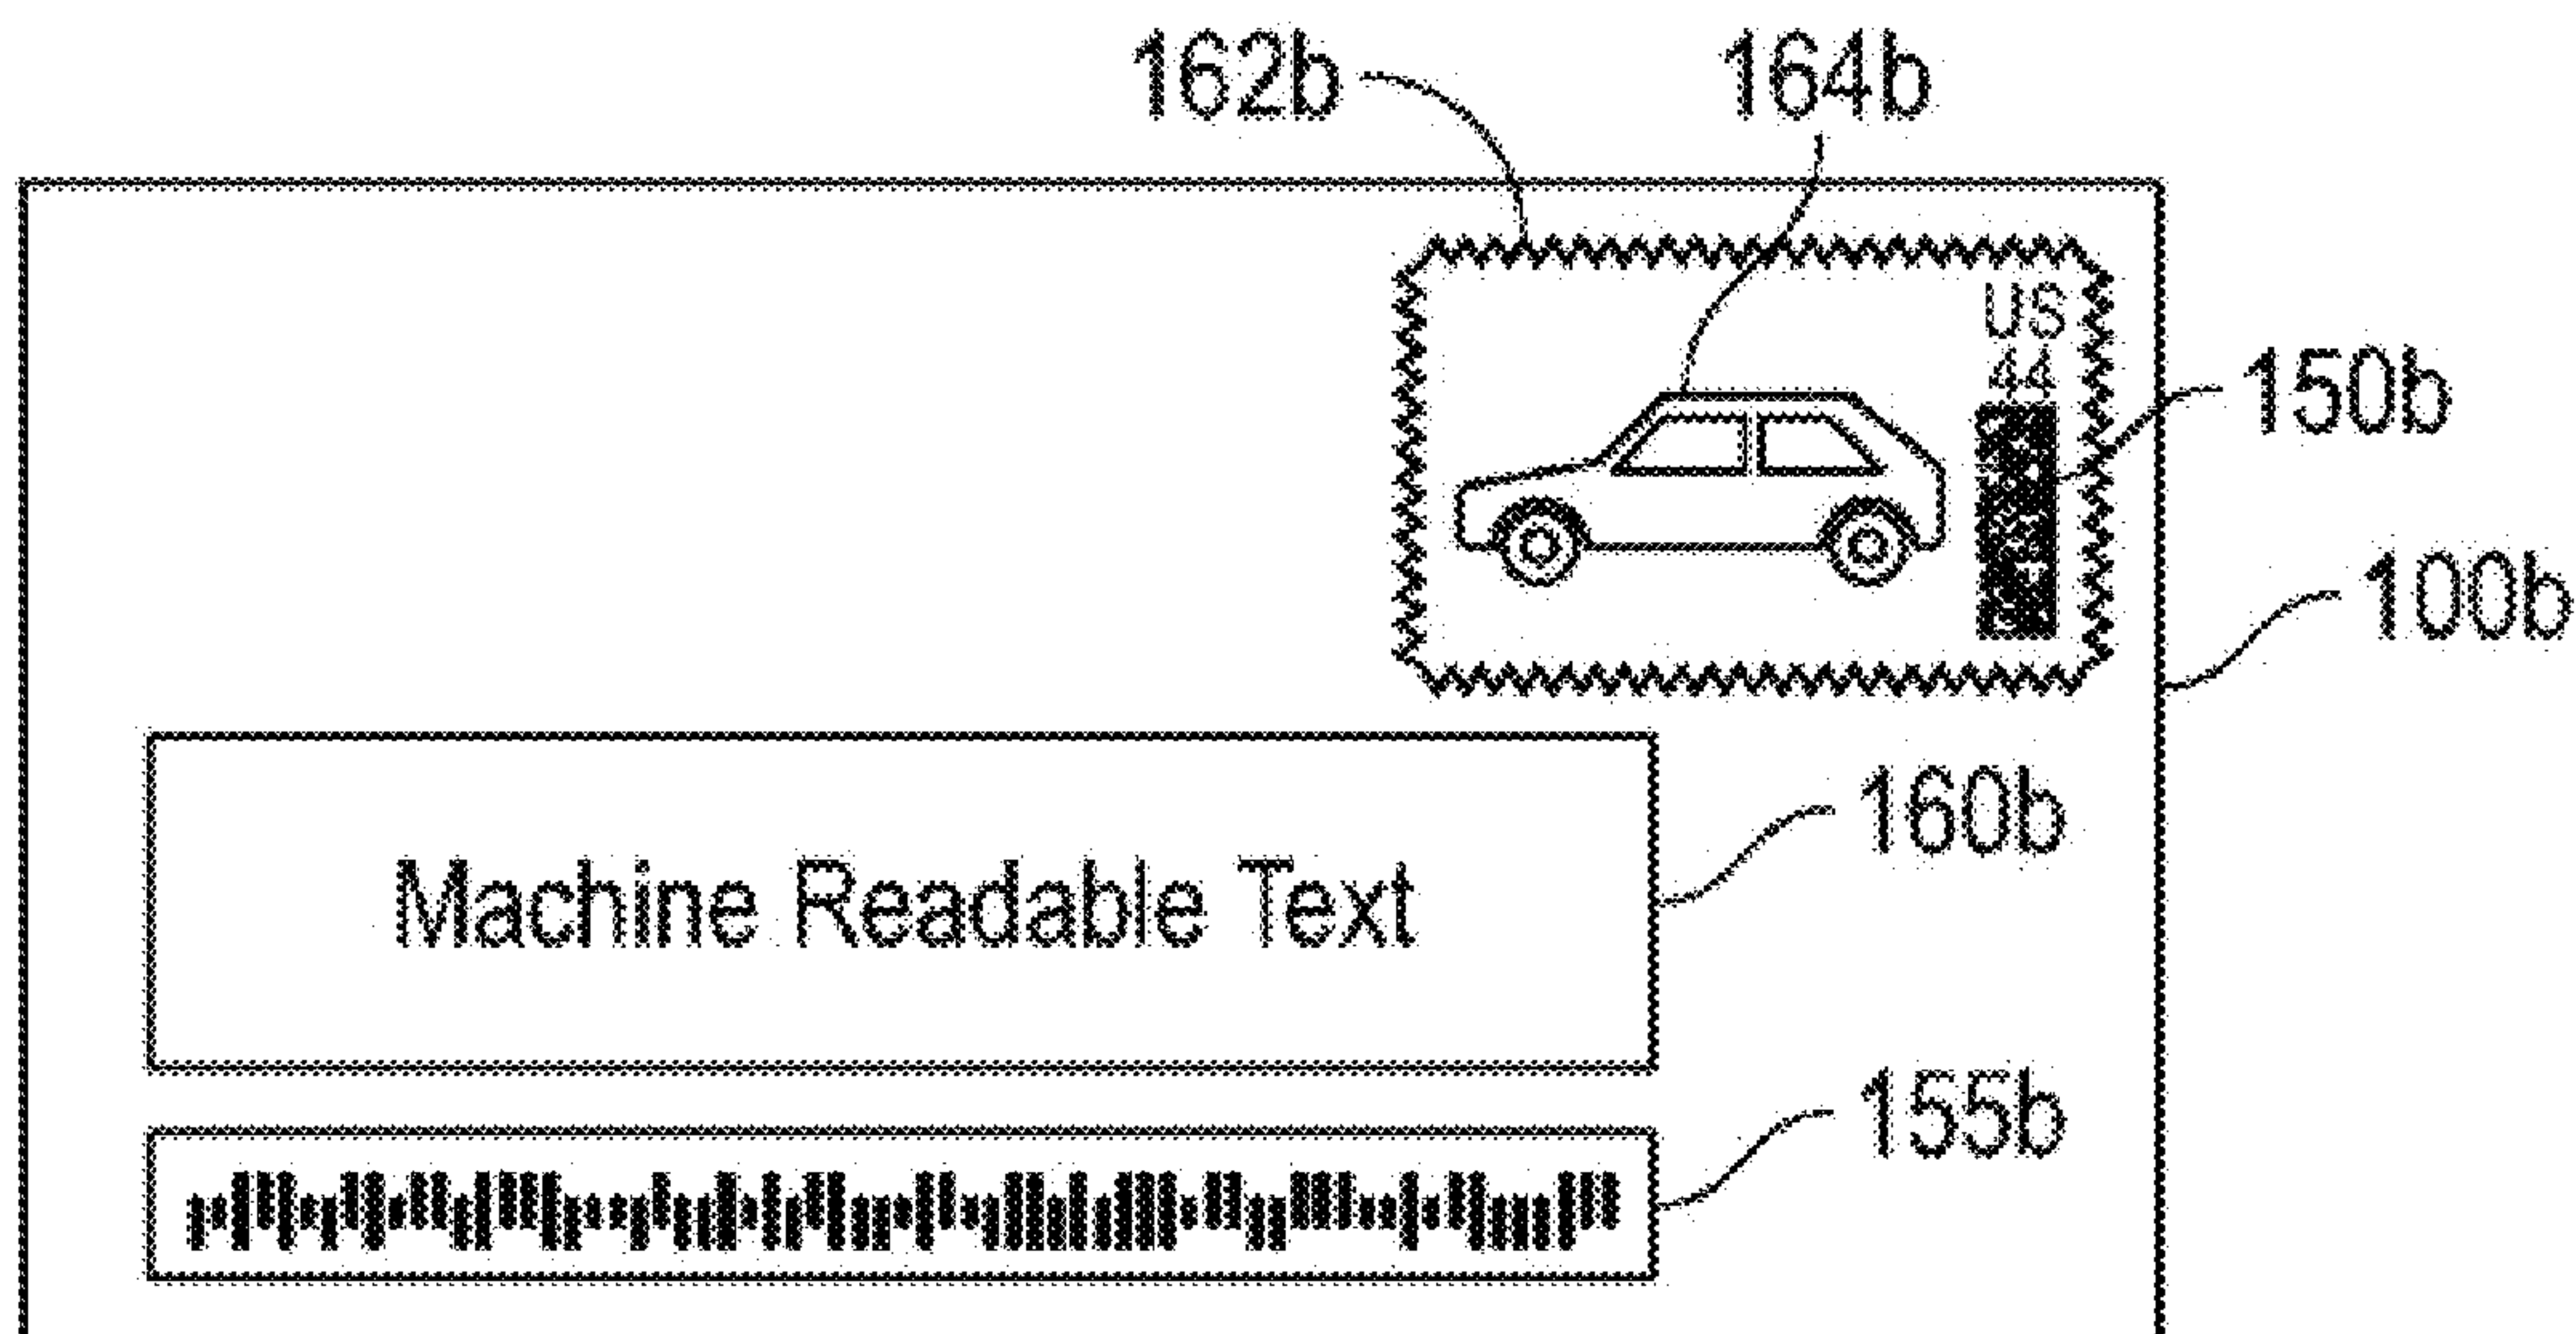 162b
164b
US
44
150b
100b
160b
Machine Readable Text
155b